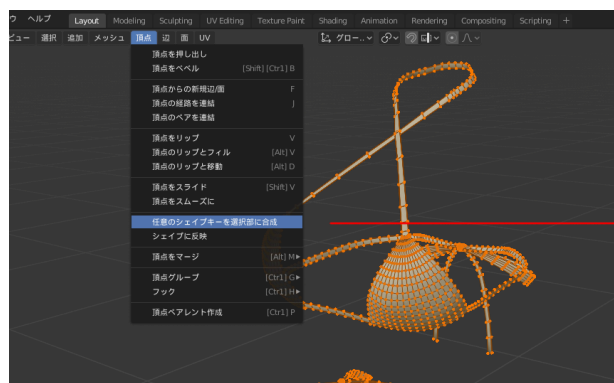 ウ ヘルプ Layout Modeling Sculpting UV Editing Texture Paint Shading Animation Rendering Compositing Scripting +
ビュー 選択 追加 メッシュ 頂点 辺 面 UV グロー..
頂点を押し出し
頂点をベベル [Shift] [Ctrl] B
頂点からの新規辺/面 F
頂点の経路を連結 J
頂点のペアを連結
頂点をリップ V
頂点のリップとフィル [Alt] V
頂点のリップと移動 [Alt] D
頂点をスライド [Shift] V
頂点をスムーズに
任意のシェイプキーを選択部に合成
シェイプに反映
頂点をマージ [Alt] M
頂点グループ [Ctrl] G
フック [Ctrl] H
頂点ペアレント作成 [Ctrl] P